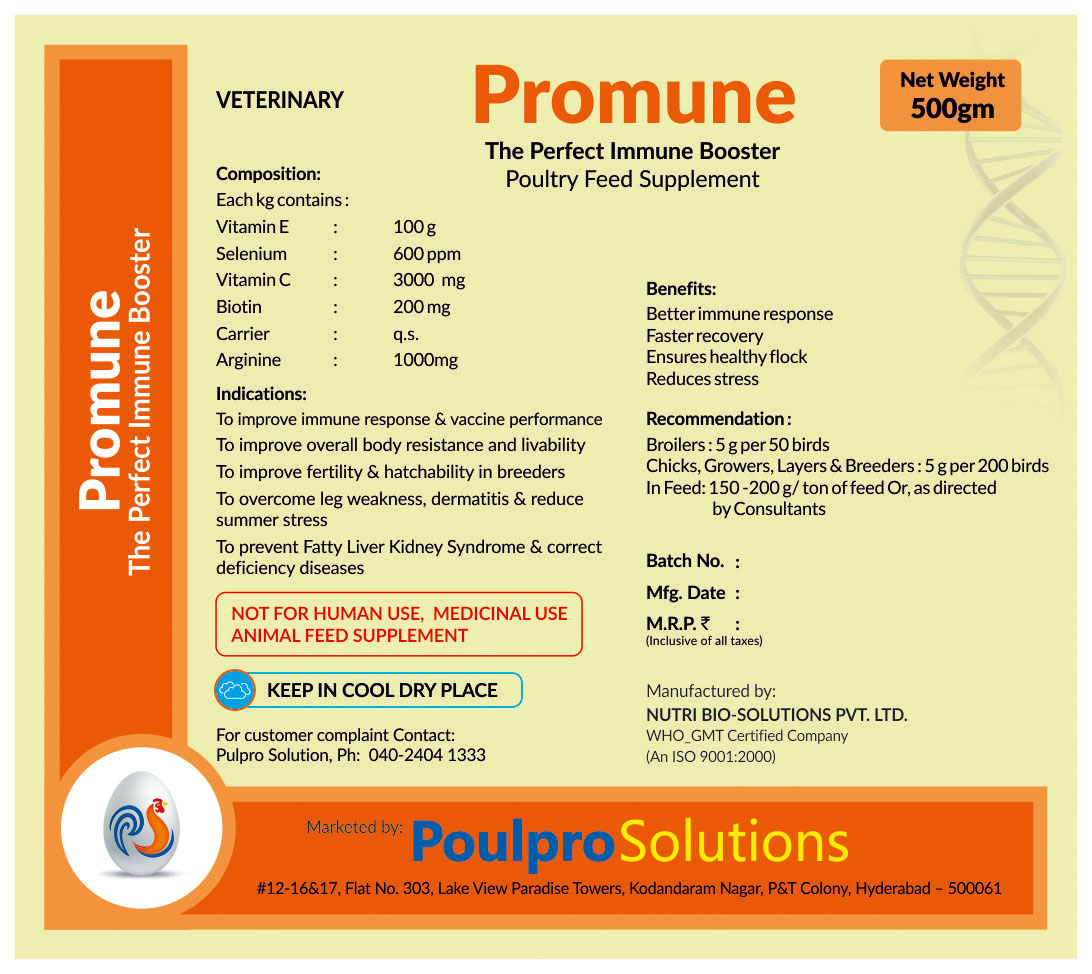 Promune
The Perfect Immune Booster
VETERINARY
Promune
The Perfect Immune Booster
Poultry Feed Supplement
Net Weight
500gm
Composition:
Each kg contains :
Vitamin E : 100 g
Selenium : 600 ppm
Vitamin C : 3000 mg
Biotin : 200 mg
Carrier : q.s.
Arginine : 1000mg
Indications:
To improve immune response & vaccine performance
To improve overall body resistance and livability
To improve fertility & hatchability in breeders
To overcome leg weakness, dermatitis & reduce
summer stress
To prevent Fatty Liver Kidney Syndrome & correct
deficiency diseases
NOT FOR HUMAN USE, MEDICINAL USE
ANIMAL FEED SUPPLEMENT
KEEP IN COOL DRY PLACE
For customer complaint Contact:
Pulpro Solution, Ph: 040-2404 1333
Benefits:
Better immune response
Faster recovery
Ensures healthy flock
Reduces stress
Recommendation :
Broilers : 5 g per 50 birds
Chicks, Growers, Layers & Breeders : 5 g per 200 birds
In Feed: 150 -200 g/ ton of feed Or, as directed
by Consultants
Batch No. :
Mfg. Date :
M.R.P. ₹ :
(Inclusive of all taxes)
Manufactured by:
NUTRI BIO-SOLUTIONS PVT. LTD.
WHO_GMT Certified Company
(An ISO 9001:2000)
Marketed by: PoulproSolutions
#12-16&17, Flat No. 303, Lake View Paradise Towers, Kodandaram Nagar, P&T Colony, Hyderabad – 500061